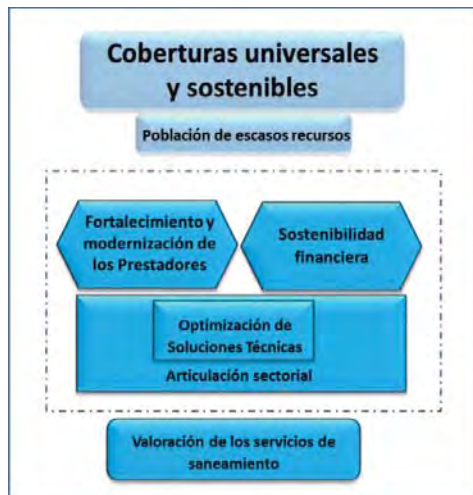 Coberturas universales
y sostenibles
Población de escasos recursos
Fortalecimiento y
modernización de
los Prestadores
Sostenibilidad
financiera
Optimización de
Soluciones Técnicas
Articulación sectorial
Valoración de los servicios de
saneamiento